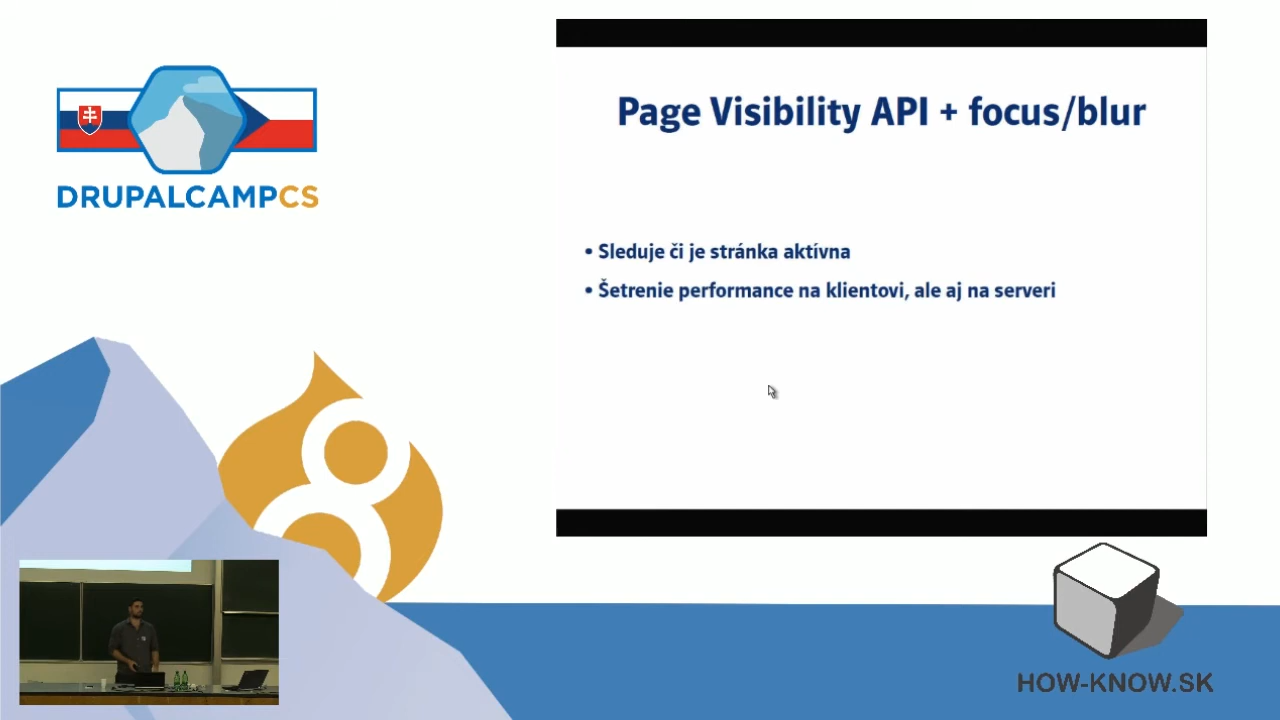 DRUPALCAMPCS
Page Visibility API + focus/blur
• Sleduje či je stránka aktívna
• Šetrenie performance na klientovi, ale aj na serveri
8
HOW-KNOW.SK